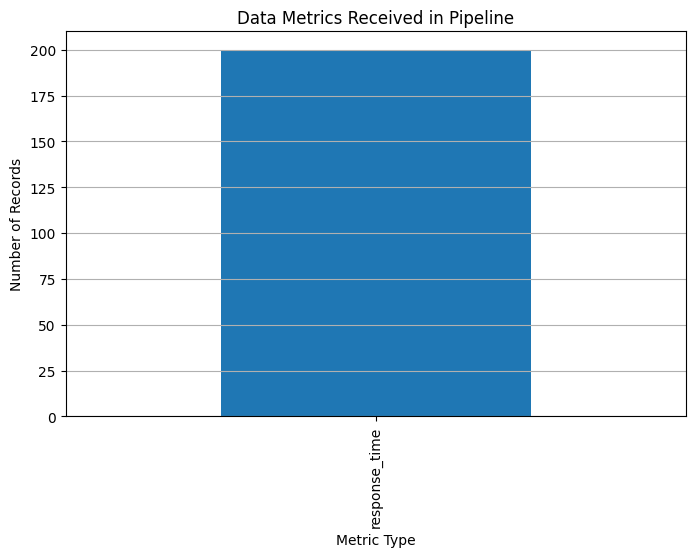 Data Metrics Received in Pipeline
200
175
150
125
100
75
50
25
0
Number of Records
response_time
Metric Type